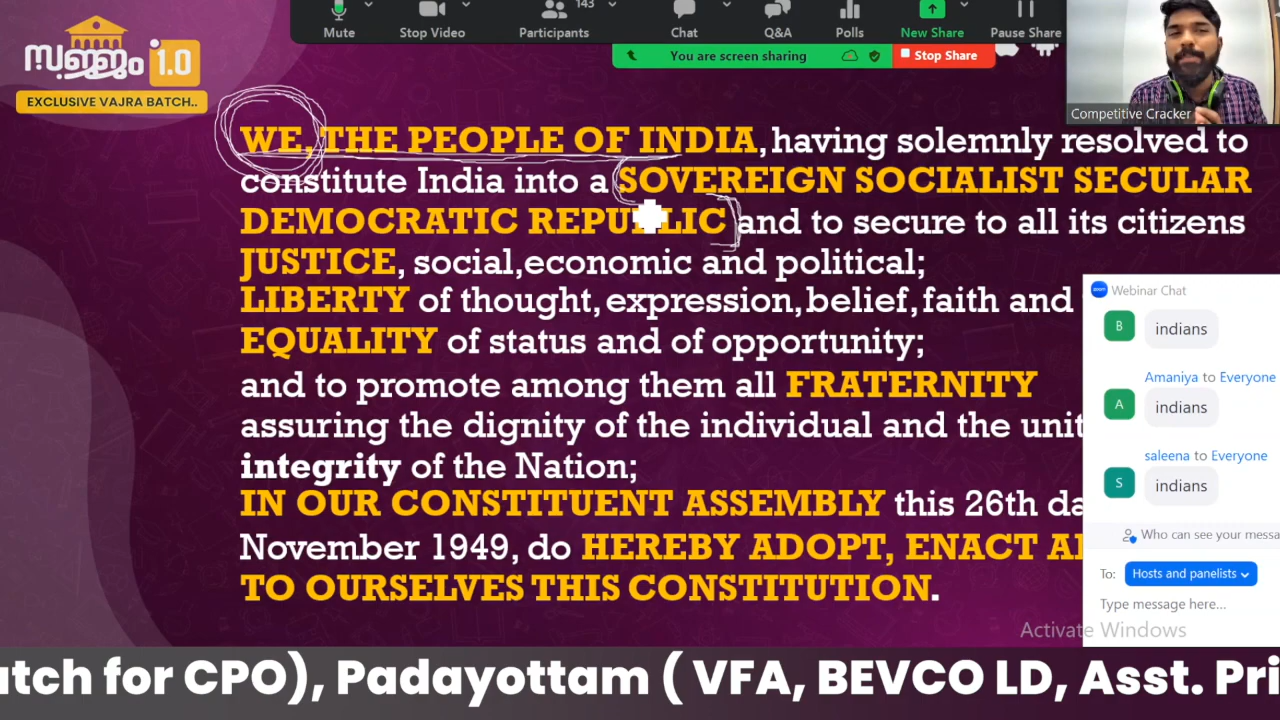 സജ്ജം 1.0
EXCLUSIVE VAJRA BATCH..
143
Mute
Stop Video
Participants
Chat
Q&A
Polls
New Share
Pause Share
You are screen sharing
Stop Share
Competitive Cracker
WE, THE PEOPLE OF INDIA, having solemnly resolved to
constitute India into a SOVEREIGN SOCIALIST SECULAR
DEMOCRATIC REPUBLIC and to secure to all its citizens
JUSTICE, social,economic and political;
LIBERTY of thought, expression, belief, faith and
EQUALITY of status and of opportunity;
and to promote among them all FRATERNITY
assuring the dignity of the individual and the unit
integrity of the Nation;
IN OUR CONSTITUENT ASSEMBLY this 26th da
November 1949, do HEREBY ADOPT, ENACT A
TO OURSELVES THIS CONSTITUTION.
zoom
Webinar Chat
B
indians
Amaniya to Everyone
A
indians
saleena to Everyone
S
indians
Who can see your messa
To: Hosts and panelists
Type message here...
Activate Windows
atch for CPO), Padayottam ( VFA, BEVCO LD, Asst. Pri